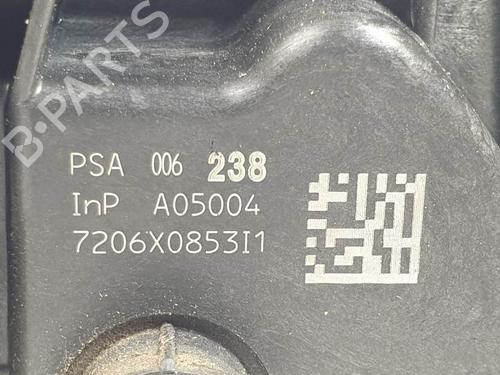 B-PARTS
PSA 006 238
InP A05004
7206X0853I1